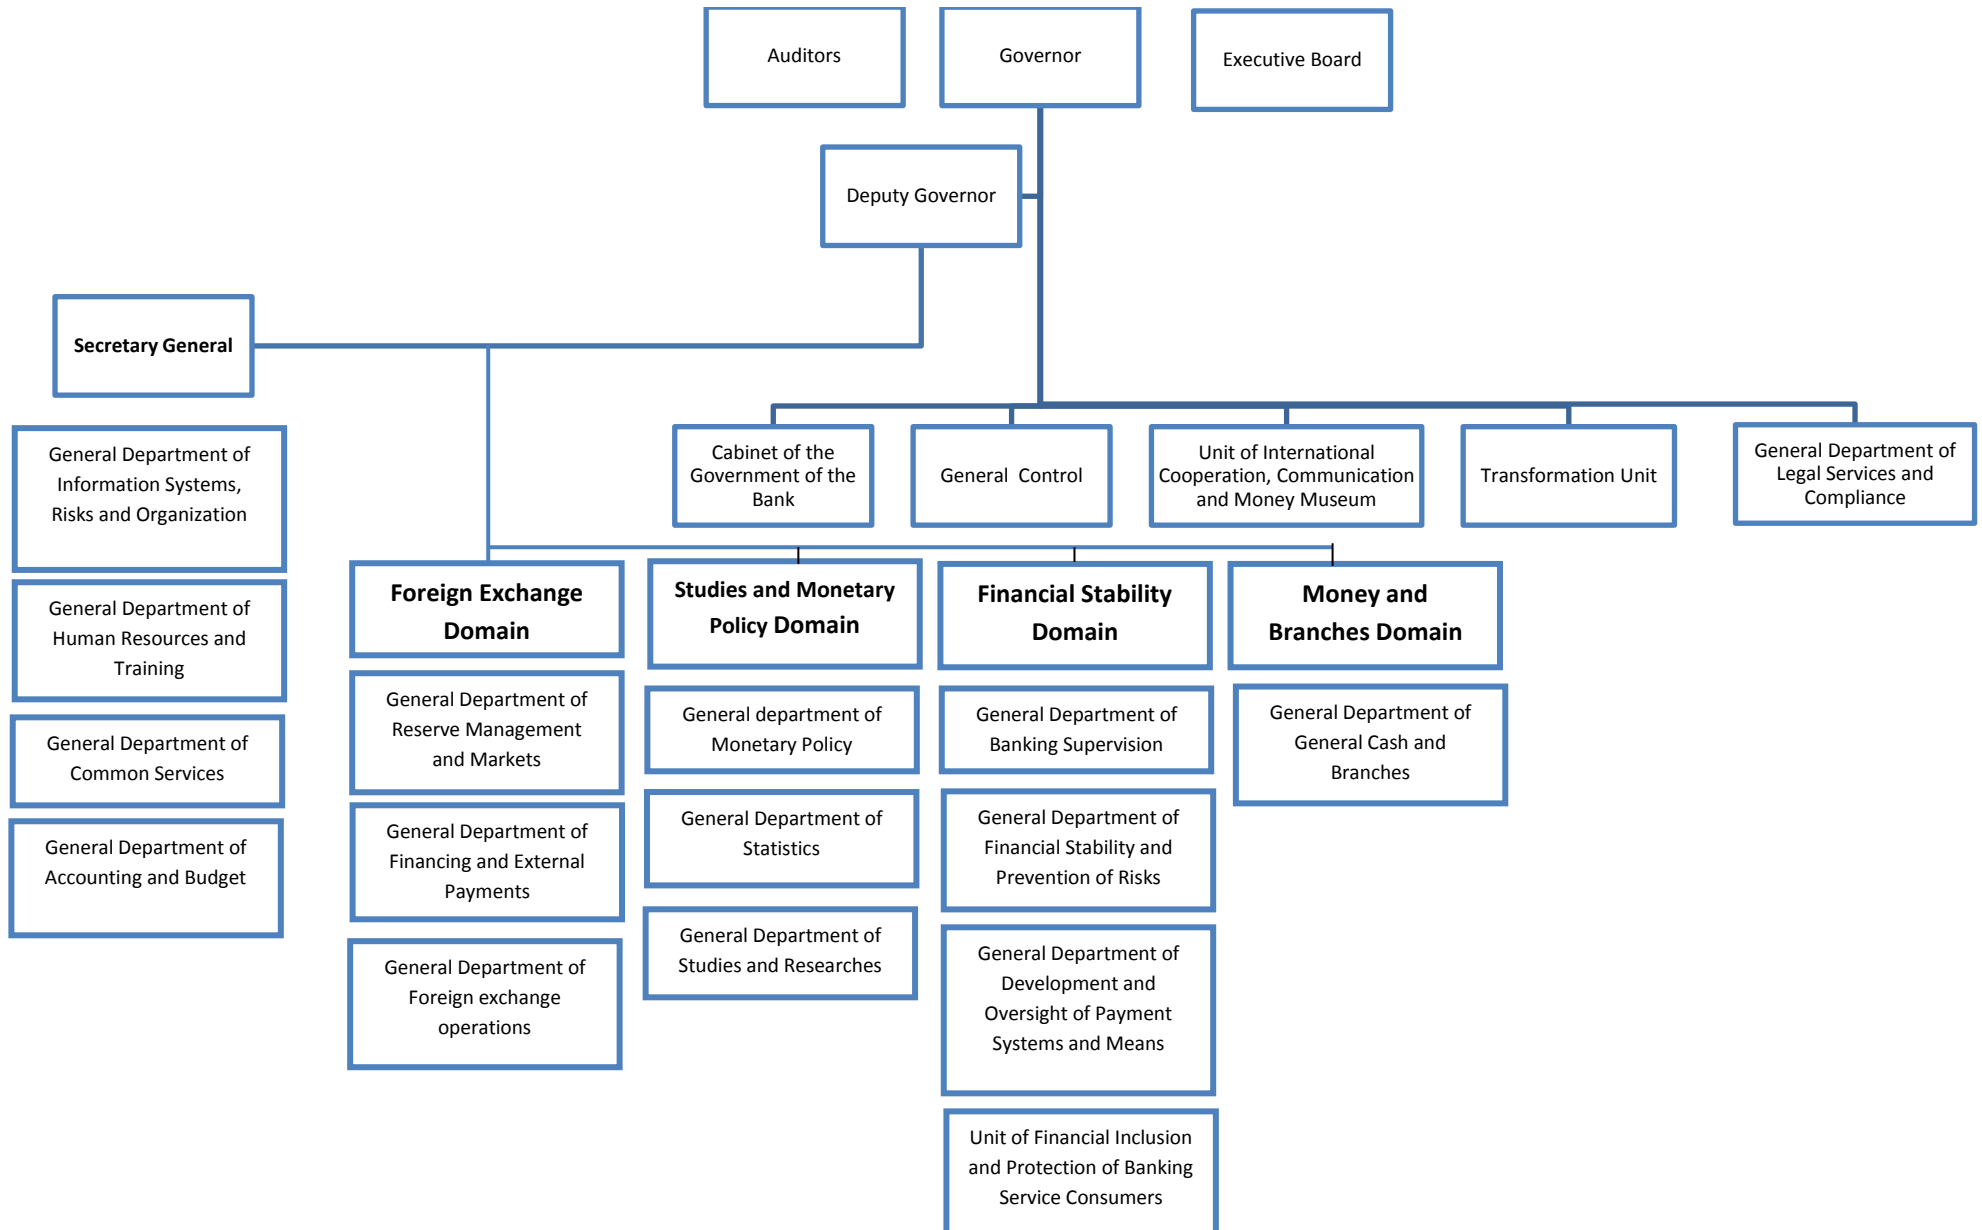 Auditors
Governor
Executive Board
Deputy Governor
Secretary General
General Department of
Information Systems,
Risks and Organization
General Department of
Human Resources and
Training
General Department of
Common Services
General Department of
Accounting and Budget
Cabinet of the
Government of the
Bank
General  Control
Unit of International
Cooperation, Communication
and Money Museum
Transformation Unit
General Department of
Legal Services and
Compliance
Foreign Exchange
Domain
General Department of
Reserve Management
and Markets
General Department of
Financing and External
Payments
General Department of
Foreign exchange
operations
Studies and Monetary
Policy Domain
General department of
Monetary Policy
General Department of
Statistics
General Department of
Studies and Researches
Financial Stability
Domain
General Department of
Banking Supervision
General Department of
Financial Stability and
Prevention of Risks
General Department of
Development and
Oversight of Payment
Systems and Means
Unit of Financial Inclusion
and Protection of Banking
Service Consumers
Money and
Branches Domain
General Department of
General Cash and
Branches